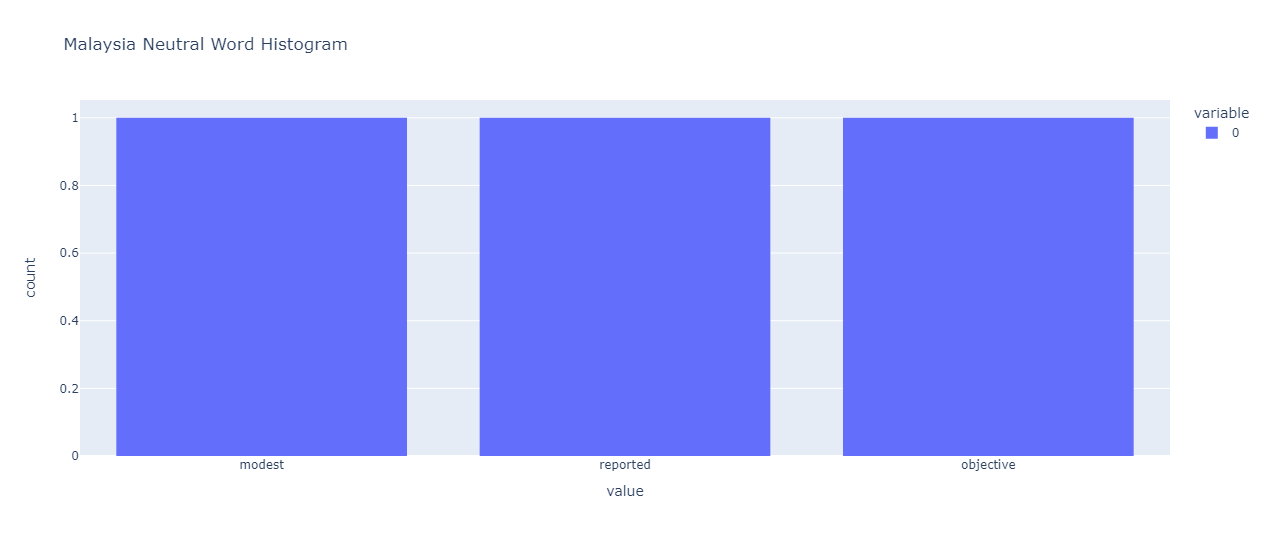 Malaysia Neutral Word Histogram
variable
0
1
0.8
0.6
0.4
0.2
0
count
modest reported objective
value